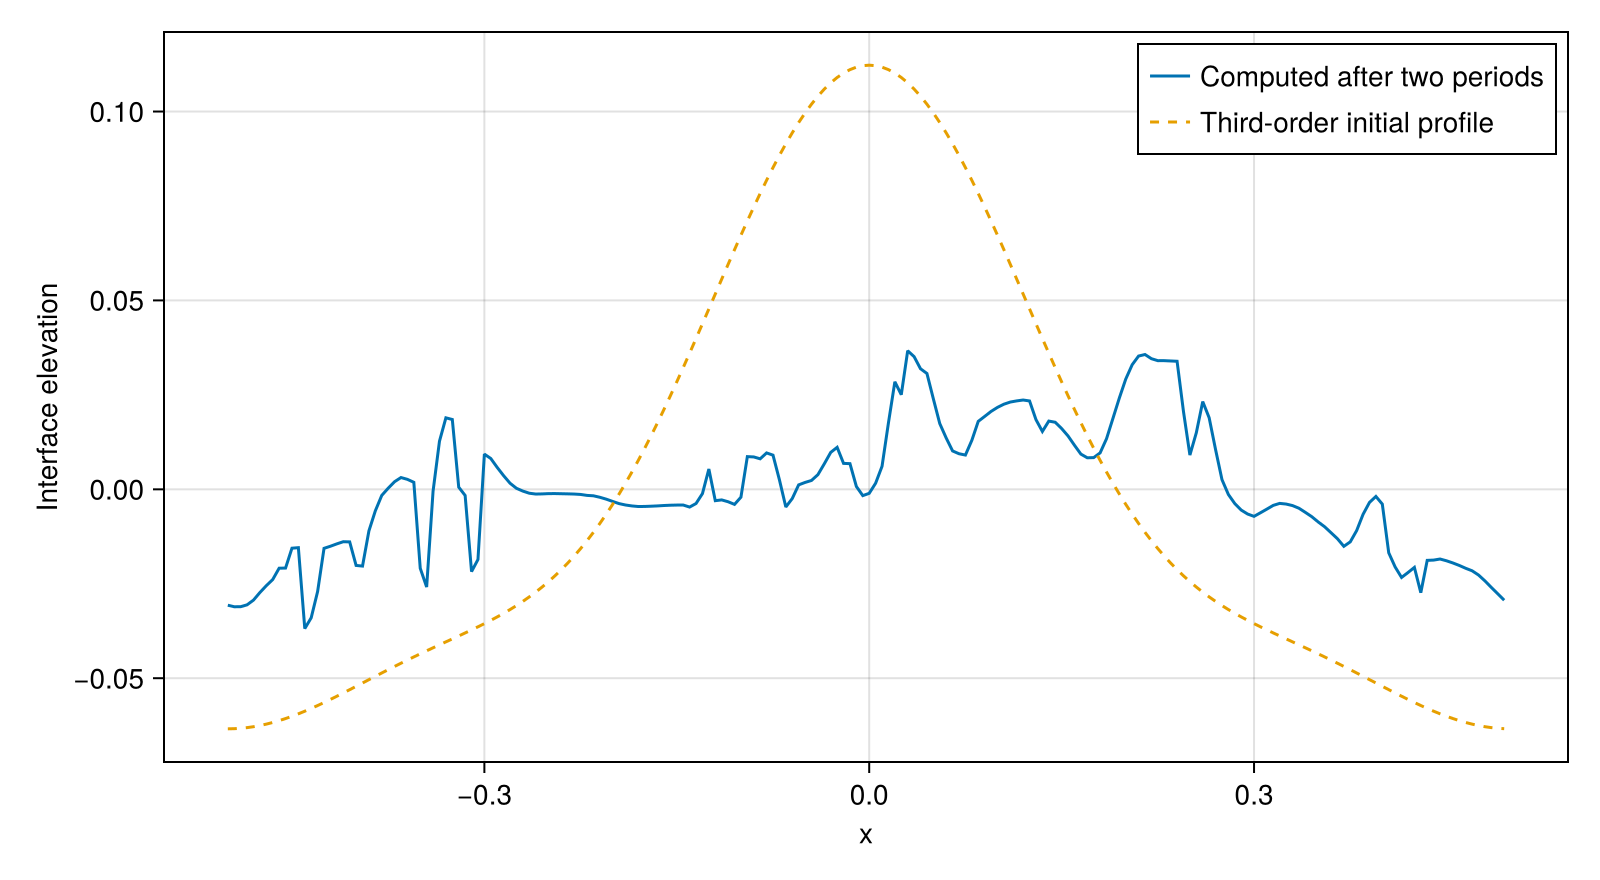 Computed after two periods
Third-order initial profile
Interface elevation
0.10
0.05
0.00
−0.05
−0.3
0.0
0.3
x